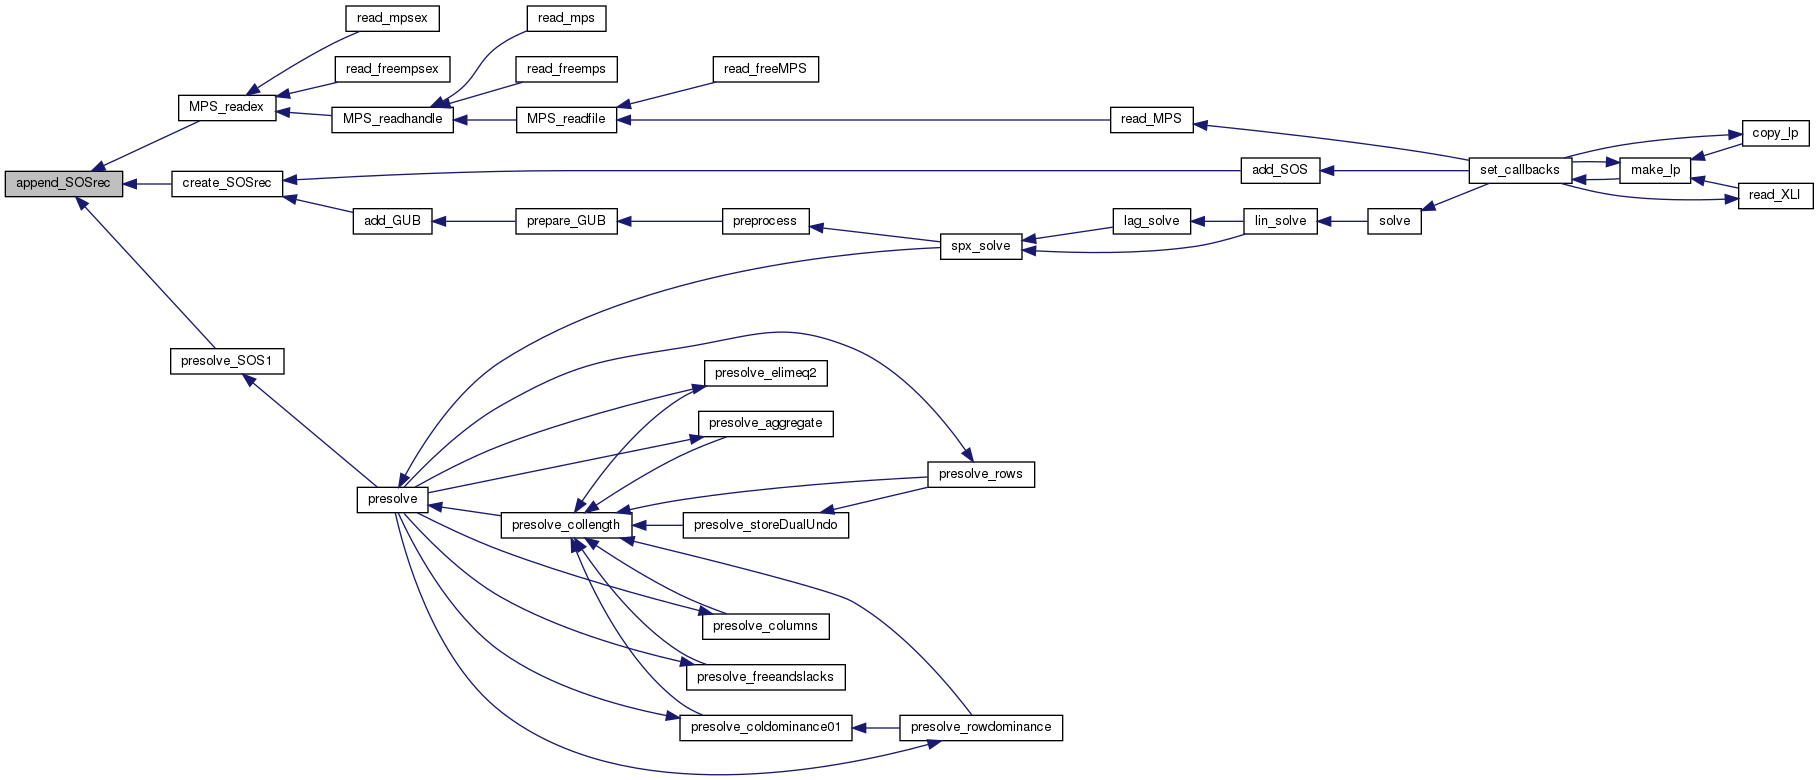 read_mpsex
read_mps
read_freempsex
read_freemps
read_freeMPS
MPS_readex
MPS_readhandle
MPS_readfile
read_MPS
copy_lp
append_SOSrec
create_SOSrec
add_SOS
set_callbacks
make_lp
read_XLI
add_GUB
prepare_GUB
preprocess
lag_solve
lin_solve
solve
spx_solve
presolve_SOS1
presolve_elimeq2
presolve_aggregate
presolve_rows
presolve
presolve_collength
presolve_storeDualUndo
presolve_columns
presolve_freeandslacks
presolve_coldominance01
presolve_rowdominance